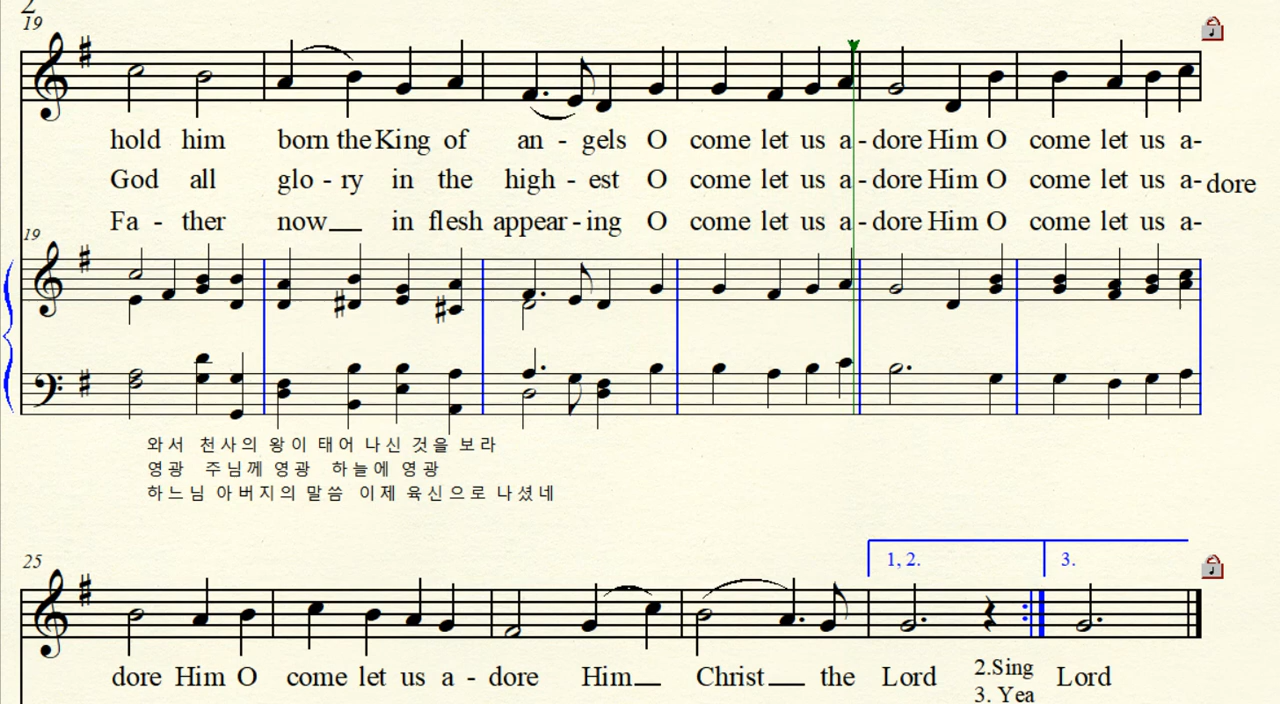 2
19
hold him born the King of an - gels O come let us a - dore Him O come let us a-
God all glo - ry in the high - est O come let us a - dore Him O come let us a- dore
Fa - ther now__ in flesh appear - ing O come let us a - dore Him O come let us a-
19
와서 천사의 왕이 태어 나신 것을 보라
영광 주님께 영광 하늘에 영광
하느님 아버지의 말씀 이제 육신으로 나셨네
25
1, 2. 3.
dore Him O come let us a - dore Him__ Christ__ the Lord 2.Sing Lord
3. Yea